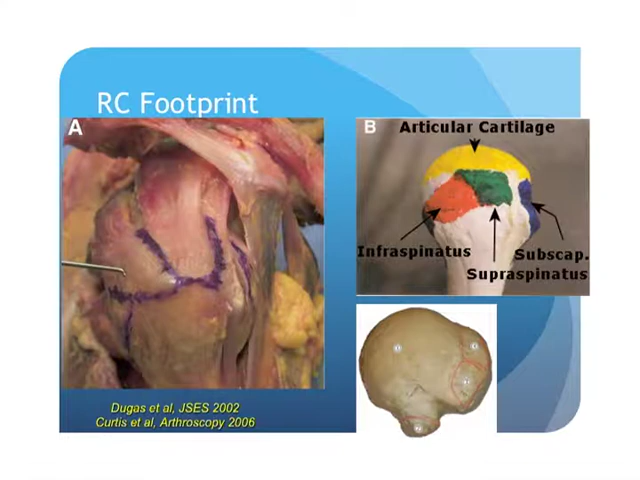 RC Footprint
A
B
Articular Cartilage
Infraspinatus
Subscap.
Supraspinatus
Dugas et al, JSES 2002
Curtis et al, Arthroscopy 2006